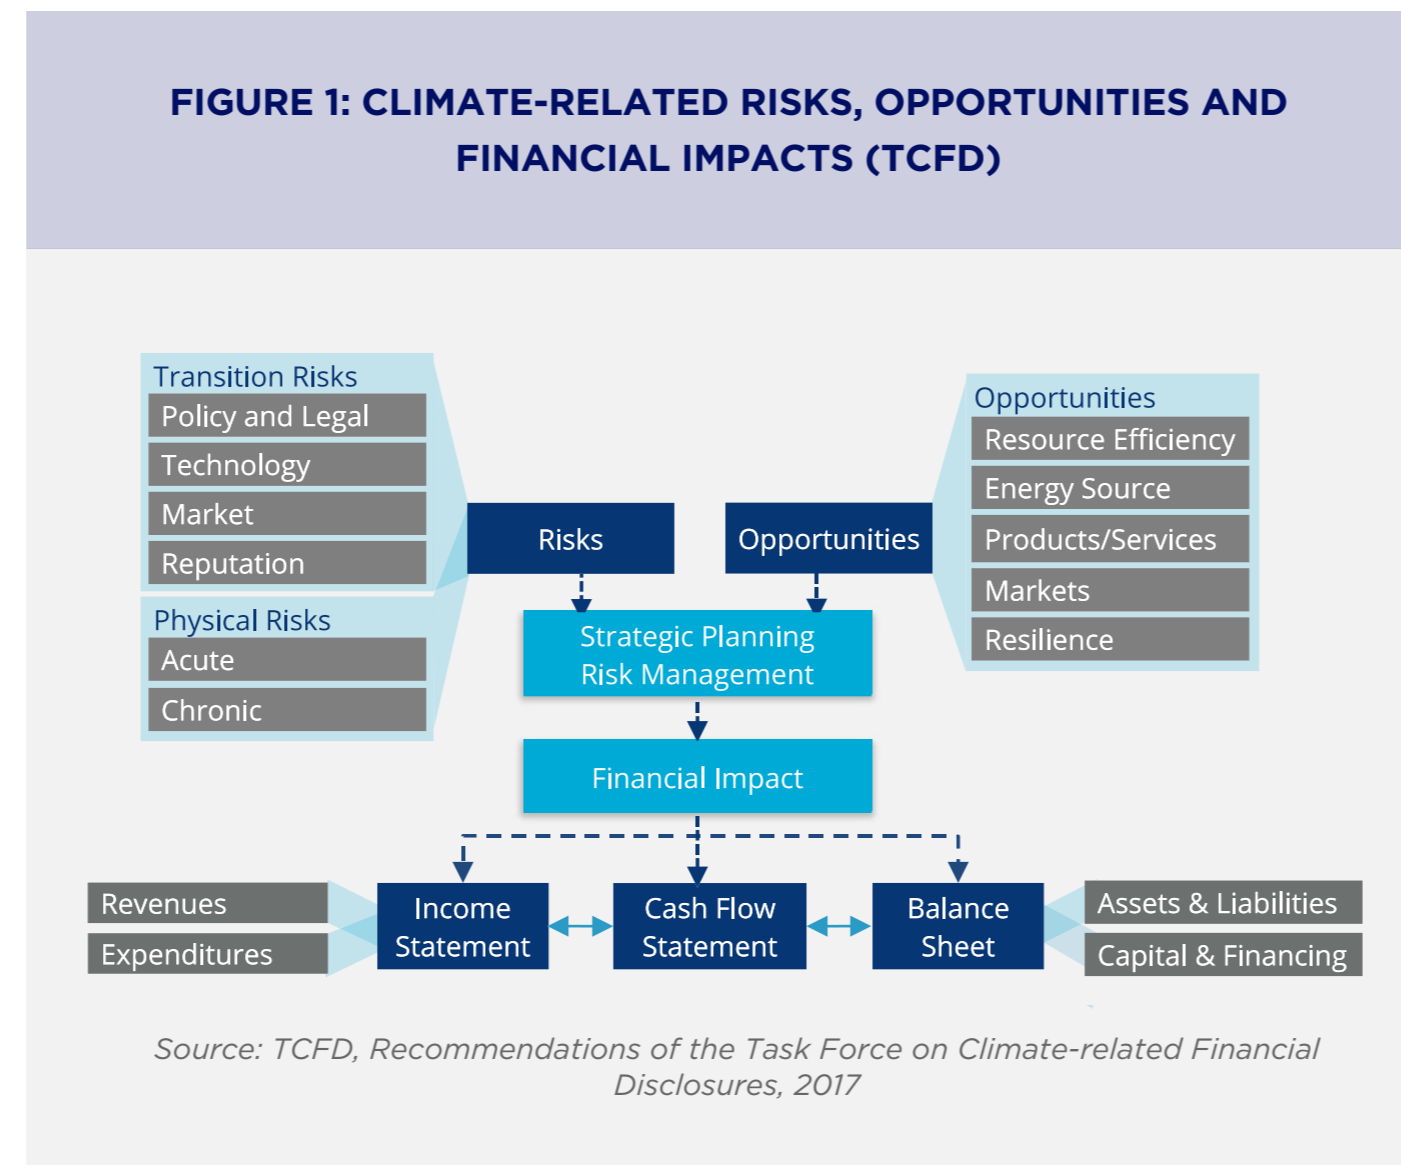 FIGURE 1: CLIMATE-RELATED RISKS, OPPORTUNITIES AND
FINANCIAL IMPACTS (TCFD)
Transition Risks
Policy and Legal
Technology
Market
Reputation
Physical Risks
Acute
Chronic
Risks
Opportunities
Opportunities
Resource Efficiency
Energy Source
Products/Services
Markets
Resilience
Strategic Planning
Risk Management
Financial Impact
Revenues
Expenditures
Income
Statement
Cash Flow
Statement
Balance
Sheet
Assets & Liabilities
Capital & Financing
Source: TCFD, Recommendations of the Task Force on Climate-related Financial
Disclosures, 2017